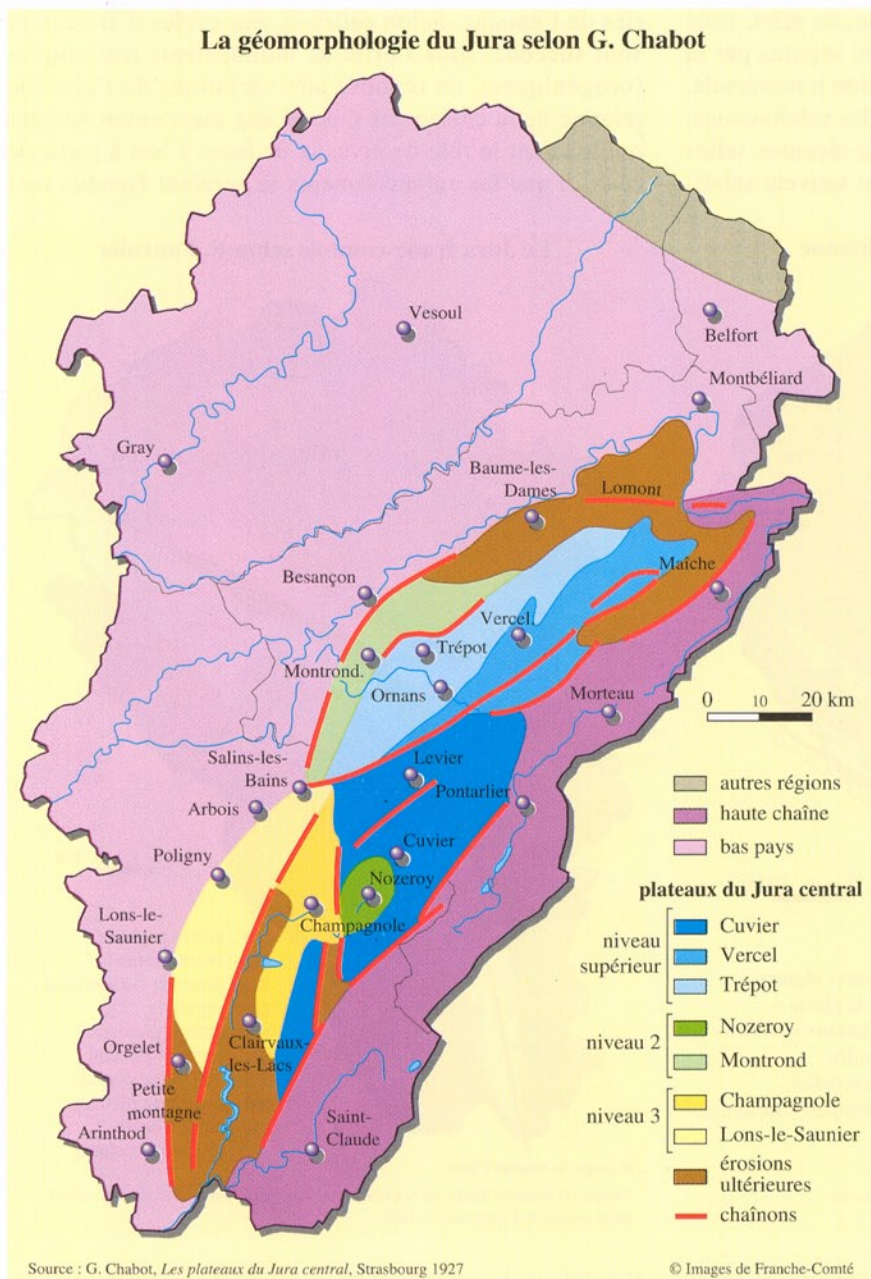 La géomorphologie du Jura selon G. Chabot
Vesoul
Belfort
Montbéliard
Gray
Baume-les-
Dames
Lomont
Besançon
Maîche
Vercel.
Trépot
Montrond.
Ornans
Morteau
0 10 20 km
Salins-les-
Bains
Levier
Pontarlier
Arbois
Cuvier
Poligny
Nozeroy
Lons-le-
Saunier
Champagnole
Orgelet
Clairvaux-
les-Lacs
Petite
montagne
Arinthod
Saint-
Claude
autres régions
haute chaîne
bas pays
plateaux du Jura central
niveau
supérieur
Cuvier
Vercel
Trépot
niveau 2
Nozeroy
Montrond
niveau 3
Champagnole
Lons-le-Saunier
érosions
ultérieures
chaînons
Source : G. Chabot, Les plateaux du Jura central, Strasbourg 1927
© Images de Franche-Comté